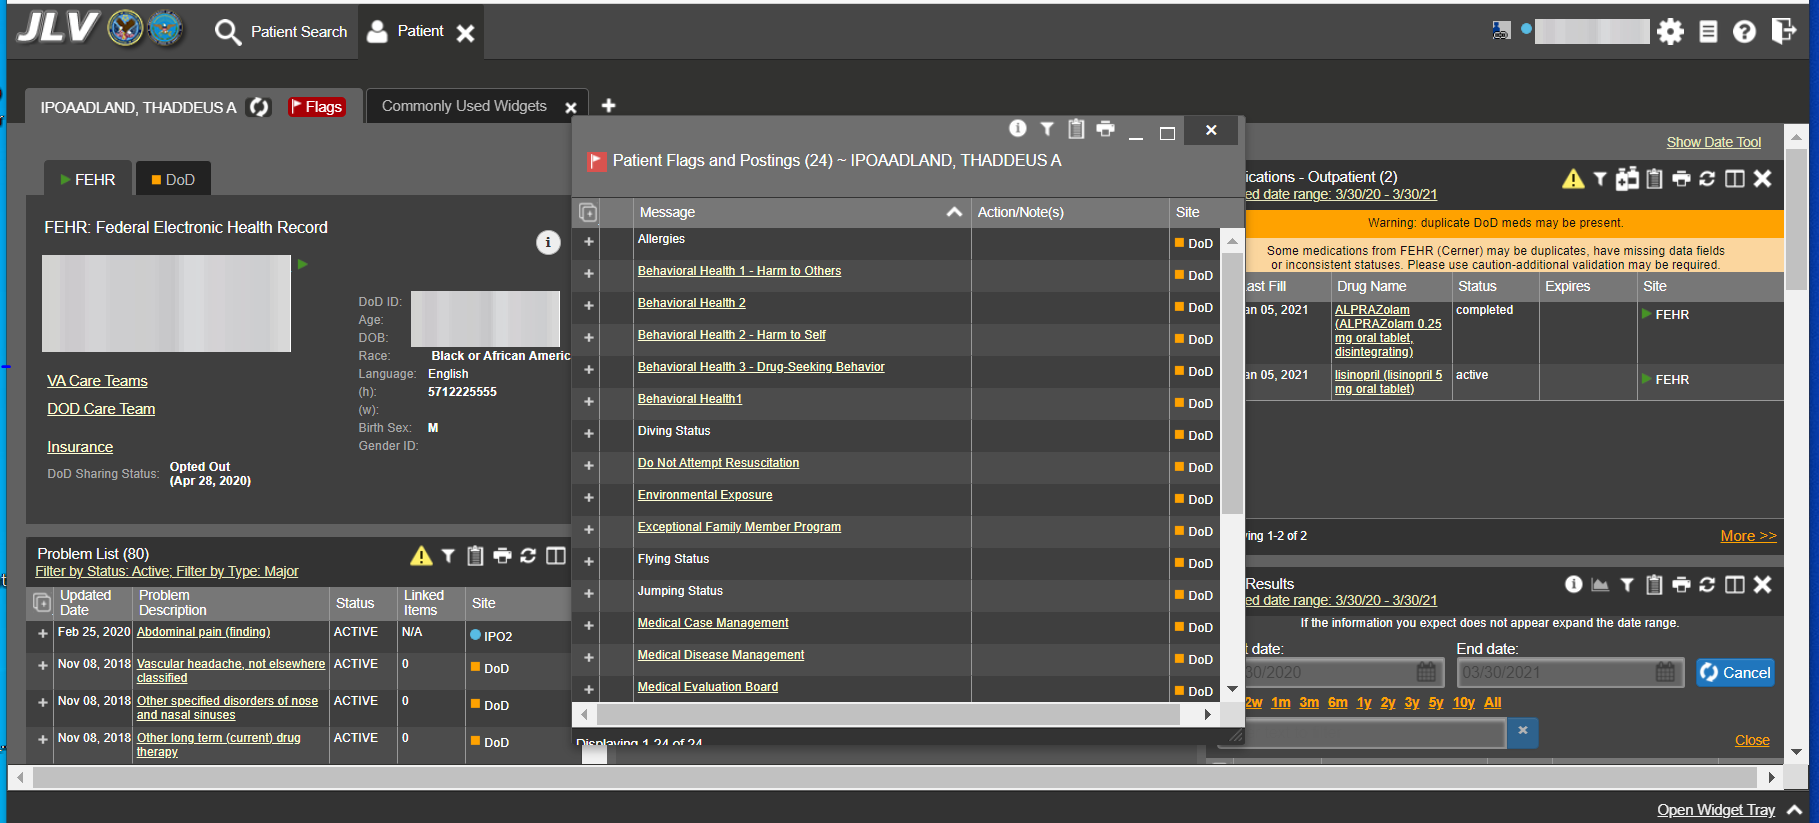 JLV
Patient Search
Patient
IPOAADLAND, THADDEUS A
Flags
Commonly Used Widgets
Show Date Tool
FEHR
DoD
FEHR: Federal Electronic Health Record
DoD ID:
Age:
DOB:
Race: Black or African Americ
Language: English
(h): 5712225555
(w):
Birth Sex: M
Gender ID:
VA Care Teams
DOD Care Team
Insurance
DoD Sharing Status: Opted Out
(Apr 28, 2020)
Problem List (80)
Filter by Status: Active; Filter by Type: Major
Updated Date Problem Description Status Linked Items Site
Feb 25, 2020 Abdominal pain (finding) ACTIVE N/A IPO2
Nov 08, 2018 Vascular headache, not elsewhere classified ACTIVE 0 DoD
Nov 08, 2018 Other specified disorders of nose and nasal sinuses ACTIVE 0 DoD
Nov 08, 2018 Other long term (current) drug therapy ACTIVE 0 DoD
Patient Flags and Postings (24) ~ IPOAADLAND, THADDEUS A
Message Action/Note(s) Site
Allergies DoD
Behavioral Health 1 - Harm to Others DoD
Behavioral Health 2 DoD
Behavioral Health 2 - Harm to Self DoD
Behavioral Health 3 - Drug-Seeking Behavior DoD
Behavioral Health1 DoD
Diving Status DoD
Do Not Attempt Resuscitation DoD
Environmental Exposure DoD
Exceptional Family Member Program DoD
Flying Status DoD
Jumping Status DoD
Medical Case Management DoD
Medical Disease Management DoD
Medical Evaluation Board DoD
Displaying 1-24 of 24
ications - Outpatient (2)
ed date range: 3/30/20 - 3/30/21
Warning: duplicate DoD meds may be present.
Some medications from FEHR (Cerner) may be duplicates, have missing data fields
or inconsistent statuses. Please use caution-additional validation may be required.
ast Fill Drug Name Status Expires Site
an 05, 2021 ALPRAZolam (ALPRAZolam 0.25 mg oral tablet, disintegrating) completed FEHR
an 05, 2021 lisinopril (lisinopril 5 mg oral tablet) active FEHR
ying 1-2 of 2
More >>
Results
ed date range: 3/30/20 - 3/30/21
If the information you expect does not appear expand the date range.
t date: End date:
30/2020 03/30/2021 Cancel
2w 1m 3m 6m 1y 2y 3y 5y 10y All
Close
Open Widget Tray